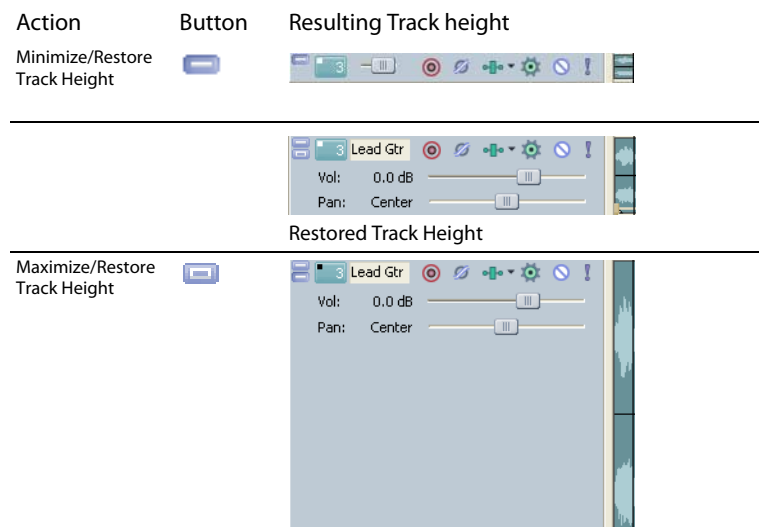 Action Button Resulting Track height
Minimize/Restore
Track Height
3
3 Lead Gtr
Vol: 0.0 dB
Pan: Center
Restored Track Height
Maximize/Restore
Track Height
3 Lead Gtr
Vol: 0.0 dB
Pan: Center